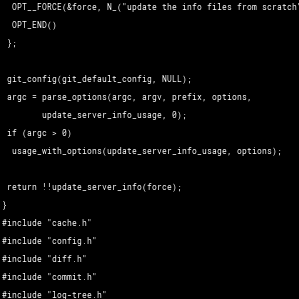 OPT__FORCE(&force, N_("update the info files from scratch"
OPT_END()
};
git_config(git_default_config, NULL);
argc = parse_options(argc, argv, prefix, options,
update_server_info_usage, 0);
if (argc > 0)
usage_with_options(update_server_info_usage, options);
return !!update_server_info(force);
}
#include "cache.h"
#include "config.h"
#include "diff.h"
#include "commit.h"
#include "log-tree.h"